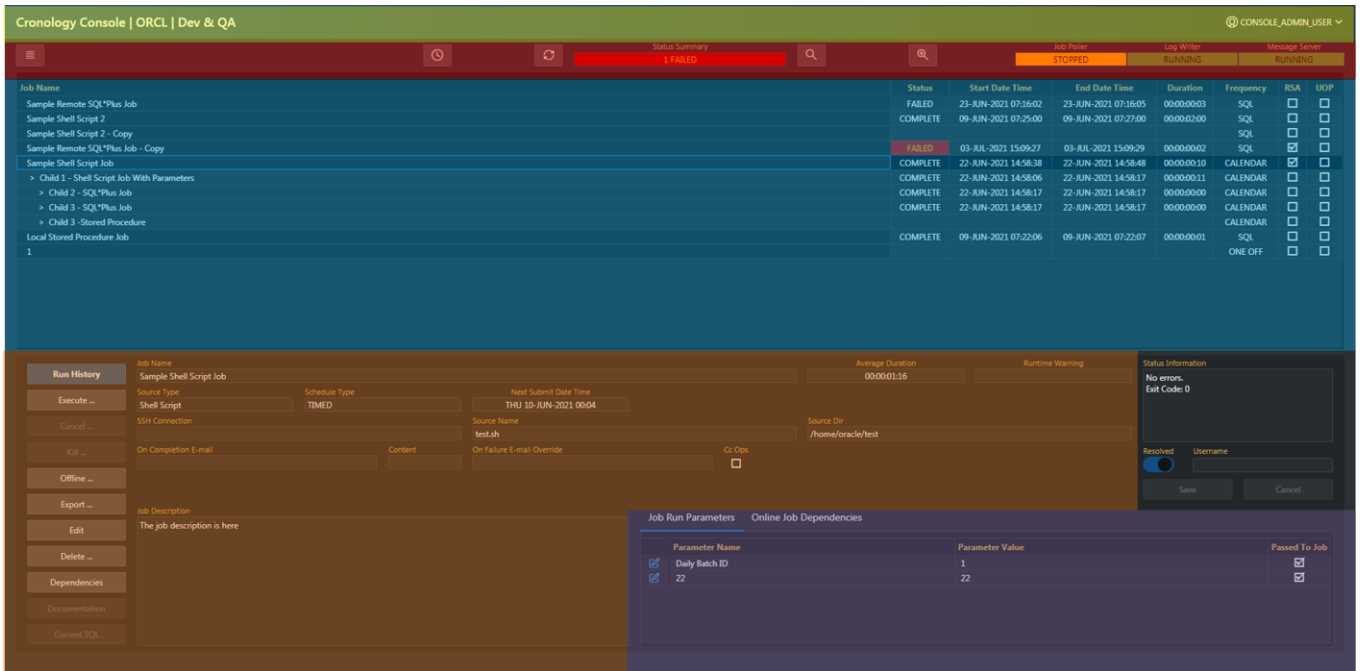 Cronology Console | ORCL | Dev & QA CONSOLE_ADMIN_USER
Status Summary Job Poller Log Writer Message Server
1 FAILED STOPPED RUNNING RUNNING
Job Name Status Start Date Time End Date Time Duration Frequency RSA UOP
Sample Remote SQL*Plus Job FAILED 23-JUN-2021 07:16:02 23-JUN-2021 07:16:05 00:00:00:03 SQL
Sample Shell Script 2 COMPLETE 09-JUN-2021 07:25:00 09-JUN-2021 07:27:00 00:00:02:00 SQL
Sample Shell Script 2 - Copy SQL
Sample Remote SQL*Plus Job - Copy FAILED 03-JUL-2021 15:09:27 03-JUL-2021 15:09:29 00:00:00:02 SQL
Sample Shell Script Job COMPLETE 22-JUN-2021 14:58:38 22-JUN-2021 14:58:48 00:00:00:10 CALENDAR
> Child 1 - Shell Script Job With Parameters COMPLETE 22-JUN-2021 14:58:06 22-JUN-2021 14:58:17 00:00:00:11 CALENDAR
> Child 2 - SQL*Plus Job COMPLETE 22-JUN-2021 14:58:17 22-JUN-2021 14:58:17 00:00:00:00 CALENDAR
> Child 3 - SQL*Plus Job COMPLETE 22-JUN-2021 14:58:17 22-JUN-2021 14:58:17 00:00:00:00 CALENDAR
> Child 3 -Stored Procedure CALENDAR
Local Stored Procedure Job COMPLETE 09-JUN-2021 07:22:06 09-JUN-2021 07:22:07 00:00:00:01 SQL
1 ONE OFF
Run History
Execute ...
Cancel ...
Kill ...
Offline ...
Export ...
Edit
Delete ...
Dependencies
Documentation
Current SQL
Job Name Average Duration Runtime Warning
Sample Shell Script Job 00:00:01:16
Source Type Schedule Type Next Submit Date Time
Shell Script TIMED THU 10-JUN-2021 00:04
SSH Connection Source Name Source Dir
test.sh /home/oracle/test
On Completion E-mail Content On Failure E-mail Override Cc Ops
Job Description
The job description is here
Status Information
No errors.
Exit Code: 0
Resolved Username
Save Cancel
Job Run Parameters Online Job Dependencies
Parameter Name Parameter Value Passed To Job
Daily Batch ID 1
22 22